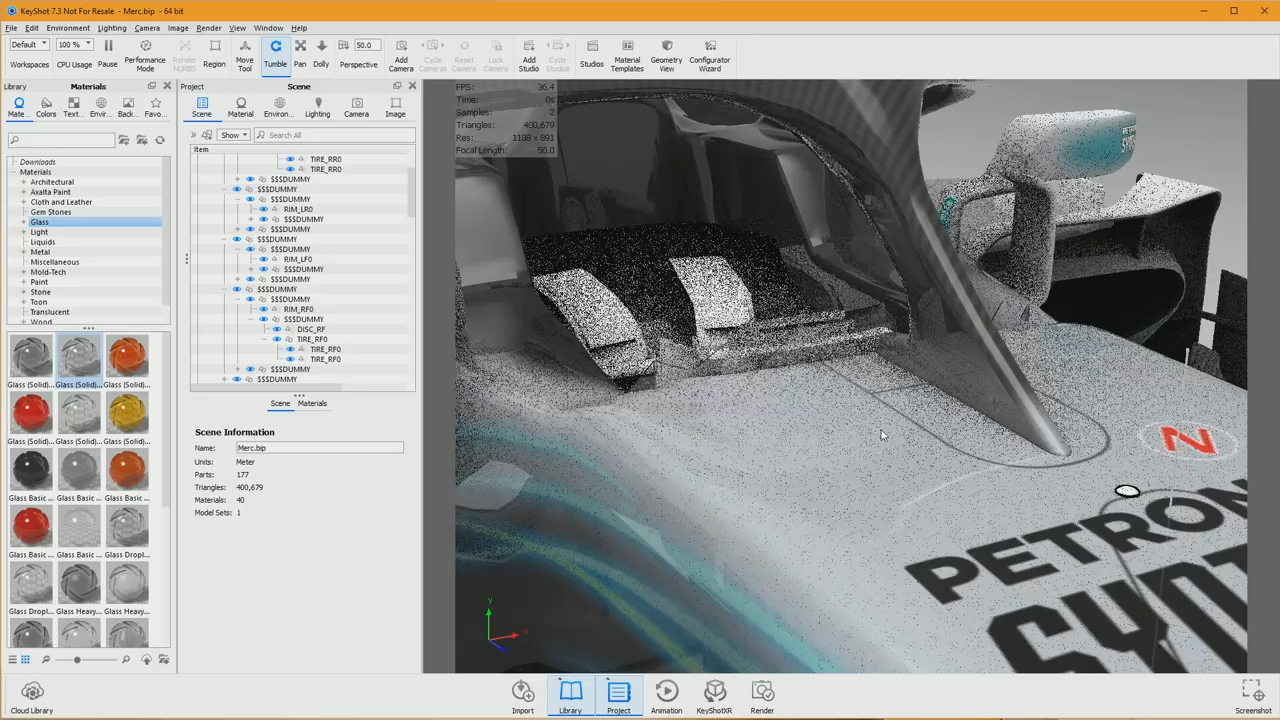 KeyShot 7.3 Not For Resale - Merc.bip - 64 bit
File Edit Environment Lighting Camera Image Render View Window Help
Default 100 % 50.0
Workspaces CPU Usage Pause Performance Mode Render NURBS Region Move Tool Tumble Pan Dolly Perspective Add Camera Cycle Cameras Reset Camera Lock Camera Add Studio Cycle Studios Studios Material Templates Geometry View Configurator Wizard
Library Materials
Mate... Colors Text... Envir... Back... Favo...
Downloads
Materials
Architectural
Axalta Paint
Cloth and Leather
Gem Stones
Glass
Light
Liquids
Metal
Miscellaneous
Mold-Tech
Paint
Stone
Toon
Translucent
Wood
Glass (Solid)... Glass (Solid)... Glass (Solid)...
Glass (Solid)... Glass (Solid)... Glass (Solid)...
Glass Basic ... Glass Basic ... Glass Basic ...
Glass Basic ... Glass Basic ... Glass Dropl...
Glass Dropl... Glass Heavy... Glass Heavy...
Cloud Library
Project Scene
Scene Material Environ... Lighting Camera Image
Show Search All
Item
TIRE_RR0
TIRE_RR0
$$$DUMMY
$$$DUMMY
$$$DUMMY
RIM_LR0
$$$DUMMY
$$$DUMMY
$$$DUMMY
$$$DUMMY
RIM_LF0
$$$DUMMY
$$$DUMMY
$$$DUMMY
$$$DUMMY
RIM_RF0
$$$DUMMY
DISC_RF
TIRE_RF0
TIRE_RF0
TIRE_RF0
$$$DUMMY
$$$DUMMY
Scene Materials
Scene Information
Name: Merc.bip
Units: Meter
Parts: 177
Triangles: 400,679
Materials: 40
Model Sets: 1
FPS: 36.4
Time: 0s
Samples: 2
Triangles: 400,679
Res: 1188 x 891
Focal Length: 50.0
PETRON
y
x
Import Library Project Animation KeyShotXR Render
Screenshot